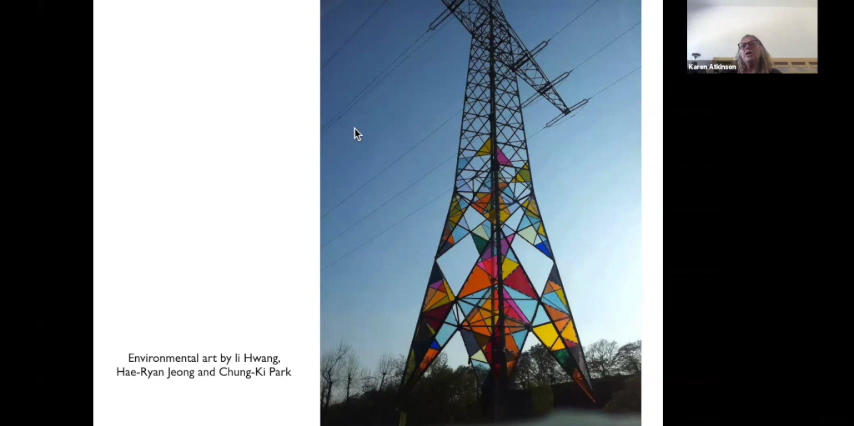 Karen Atkinson
Environmental art by Ii Hwang,
Hae-Ryan Jeong and Chung-Ki Park